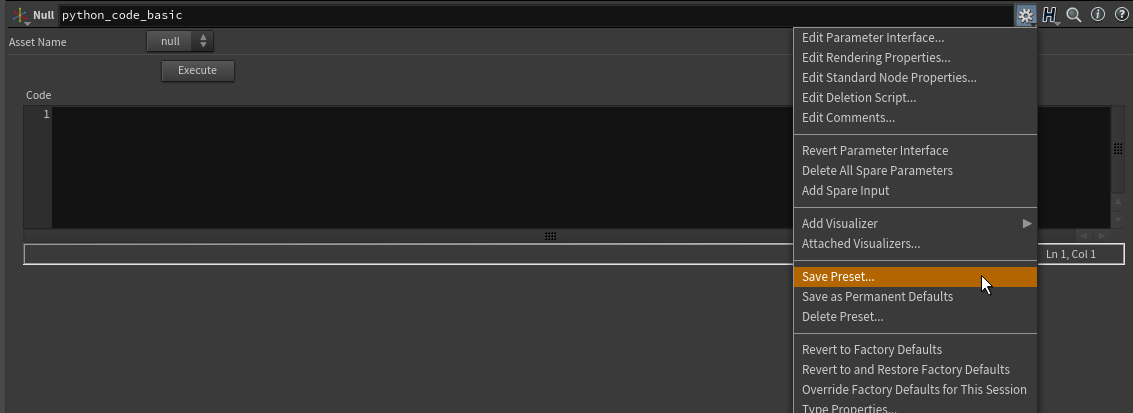 Null python_code_basic
Asset Name null
Execute
Code
1
Ln 1, Col 1
Edit Parameter Interface...
Edit Rendering Properties...
Edit Standard Node Properties...
Edit Deletion Script...
Edit Comments...
Revert Parameter Interface
Delete All Spare Parameters
Add Spare Input
Add Visualizer
Attached Visualizers...
Save Preset...
Save as Permanent Defaults
Delete Preset...
Revert to Factory Defaults
Revert to and Restore Factory Defaults
Override Factory Defaults for This Session
Type Properties...